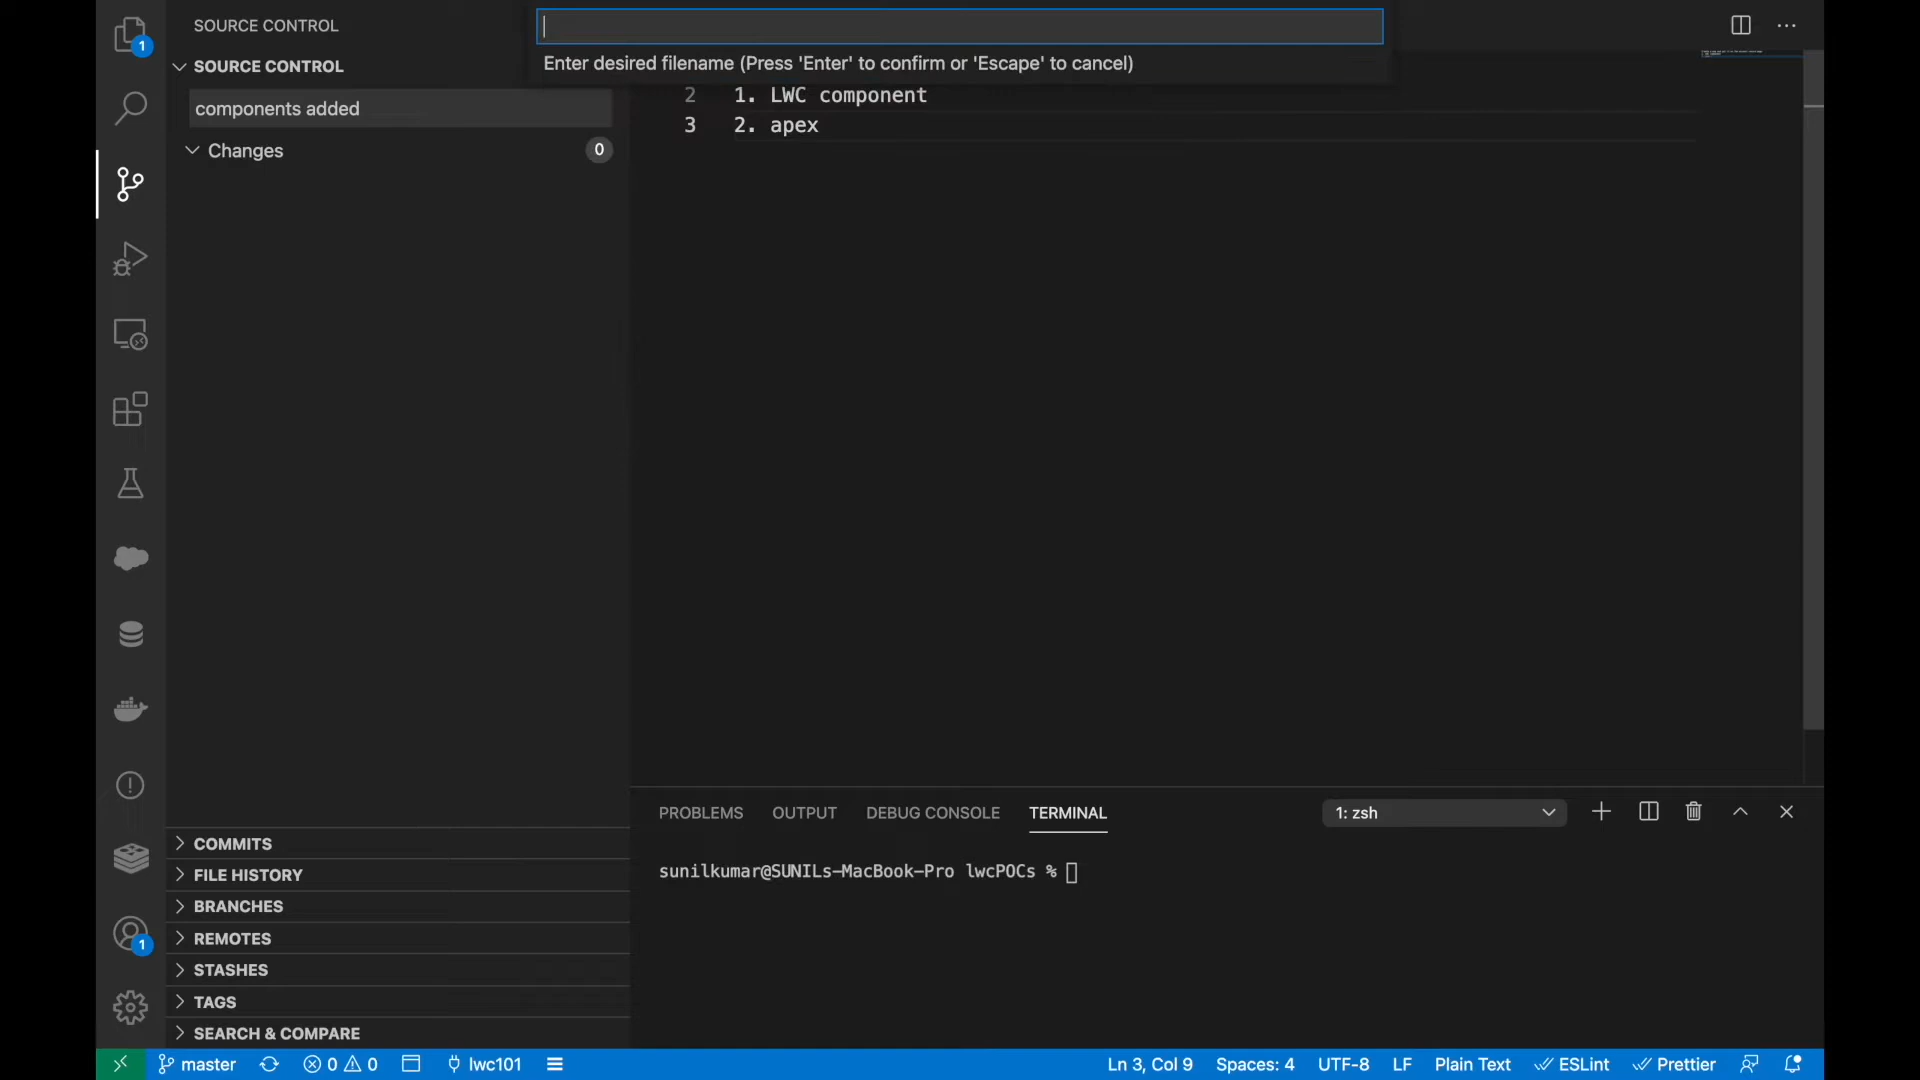 SOURCE CONTROL
SOURCE CONTROL
components added
Changes
0
1
Enter desired filename (Press 'Enter' to confirm or 'Escape' to cancel)
2 1. LWC component
3 2. apex
PROBLEMS OUTPUT DEBUG CONSOLE TERMINAL
1: zsh
sunilkumar@SUNILs-MacBook-Pro lwcPOCs %
COMMITS
FILE HISTORY
BRANCHES
REMOTES
STASHES
TAGS
SEARCH & COMPARE
1
master 0 0 lwc101
Ln 3, Col 9 Spaces: 4 UTF-8 LF Plain Text ESLint Prettier